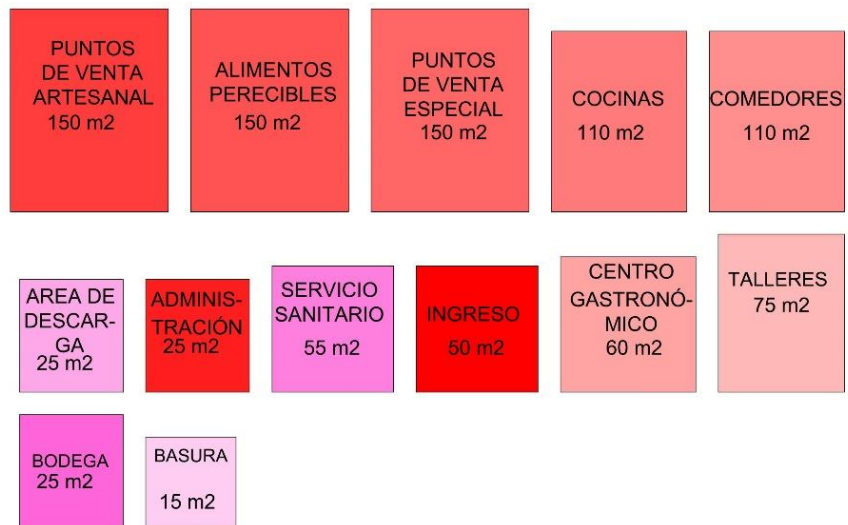 PUNTOS
DE VENTA
ARTESANAL
150 m2
ALIMENTOS
PERECIBLES
150 m2
PUNTOS
DE VENTA
ESPECIAL
150 m2
COCINAS
110 m2
COMEDORES
110 m2
AREA DE
DESCAR-
GA
25 m2
ADMINIS-
TRACIÓN
25 m2
SERVICIO
SANITARIO
55 m2
INGRESO
50 m2
CENTRO
GASTRONÓ-
MICO
60 m2
TALLERES
75 m2
BODEGA
25 m2
BASURA
15 m2